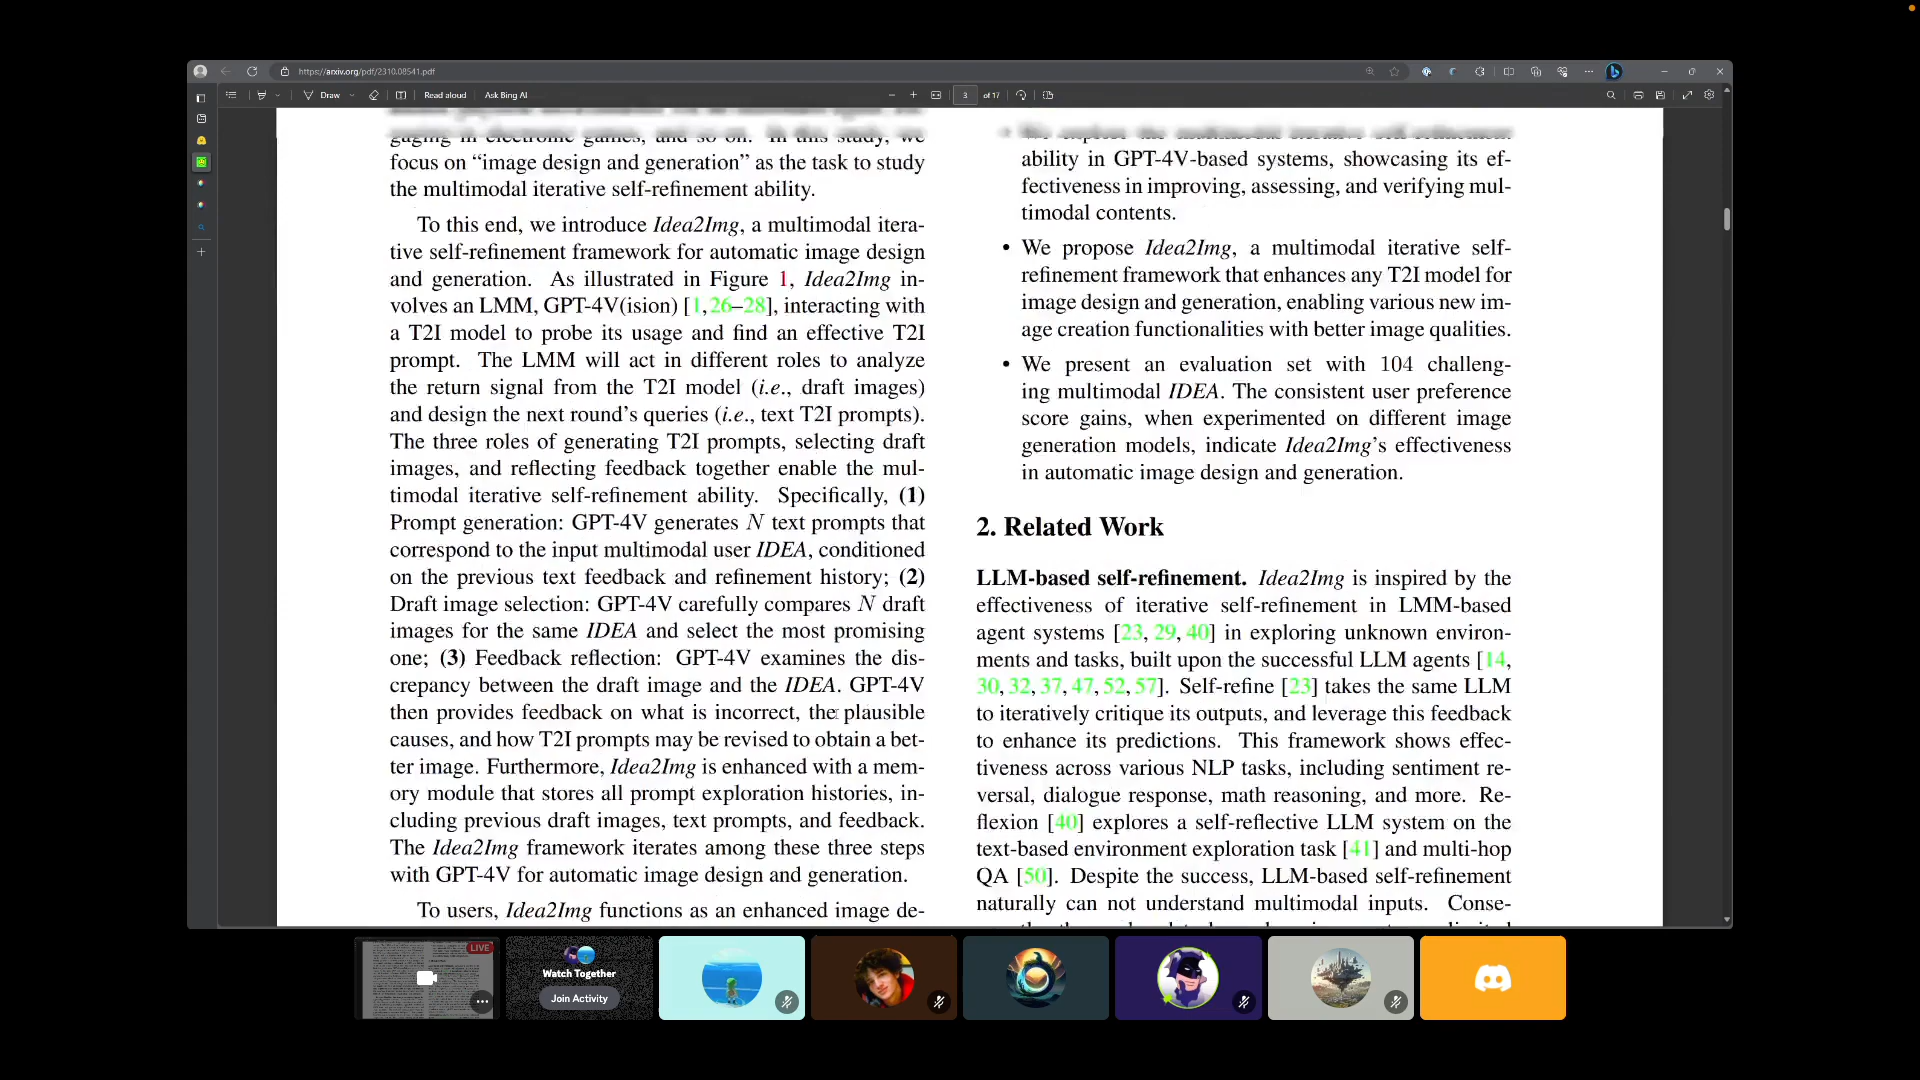 https://arxiv.org/pdf/2310.08541.pdf
Draw
Read aloud
Ask Bing AI
3
of 17
gaging in electronic games, and so on. In this study, we
focus on “image design and generation” as the task to study
the multimodal iterative self-refinement ability.
To this end, we introduce Idea2Img, a multimodal itera-
tive self-refinement framework for automatic image design
and generation. As illustrated in Figure 1, Idea2Img in-
volves an LMM, GPT-4V(ision) [1,26–28], interacting with
a T2I model to probe its usage and find an effective T2I
prompt. The LMM will act in different roles to analyze
the return signal from the T2I model (i.e., draft images)
and design the next round’s queries (i.e., text T2I prompts).
The three roles of generating T2I prompts, selecting draft
images, and reflecting feedback together enable the mul-
timodal iterative self-refinement ability. Specifically, (1)
Prompt generation: GPT-4V generates N text prompts that
correspond to the input multimodal user IDEA, conditioned
on the previous text feedback and refinement history; (2)
Draft image selection: GPT-4V carefully compares N draft
images for the same IDEA and select the most promising
one; (3) Feedback reflection: GPT-4V examines the dis-
crepancy between the draft image and the IDEA. GPT-4V
then provides feedback on what is incorrect, the plausible
causes, and how T2I prompts may be revised to obtain a bet-
ter image. Furthermore, Idea2Img is enhanced with a mem-
ory module that stores all prompt exploration histories, in-
cluding previous draft images, text prompts, and feedback.
The Idea2Img framework iterates among these three steps
with GPT-4V for automatic image design and generation.
To users, Idea2Img functions as an enhanced image de-
• We explore the multimodal iterative self-refinement
ability in GPT-4V-based systems, showcasing its ef-
fectiveness in improving, assessing, and verifying mul-
timodal contents.
• We propose Idea2Img, a multimodal iterative self-
refinement framework that enhances any T2I model for
image design and generation, enabling various new im-
age creation functionalities with better image qualities.
• We present an evaluation set with 104 challeng-
ing multimodal IDEA. The consistent user preference
score gains, when experimented on different image
generation models, indicate Idea2Img’s effectiveness
in automatic image design and generation.
2. Related Work
LLM-based self-refinement. Idea2Img is inspired by the
effectiveness of iterative self-refinement in LMM-based
agent systems [23, 29, 40] in exploring unknown environ-
ments and tasks, built upon the successful LLM agents [14,
30, 32, 37, 47, 52, 57]. Self-refine [23] takes the same LLM
to iteratively critique its outputs, and leverage this feedback
to enhance its predictions. This framework shows effec-
tiveness across various NLP tasks, including sentiment re-
versal, dialogue response, math reasoning, and more. Re-
flexion [40] explores a self-reflective LLM system on the
text-based environment exploration task [41] and multi-hop
QA [50]. Despite the success, LLM-based self-refinement
naturally can not understand multimodal inputs. Conse-
LIVE
Watch Together
Join Activity